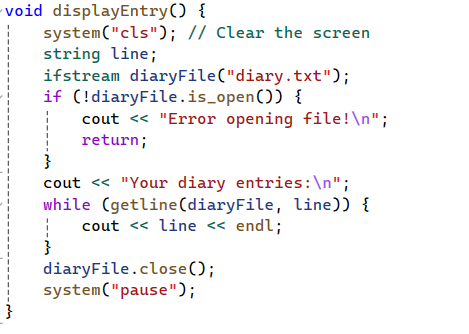 void displayEntry() {
system("cls"); // Clear the screen
string line;
ifstream diaryFile("diary.txt");
if (!diaryFile.is_open()) {
cout << "Error opening file!\n";
return;
}
cout << "Your diary entries:\n";
while (getline(diaryFile, line)) {
cout << line << endl;
}
diaryFile.close();
system("pause");
}